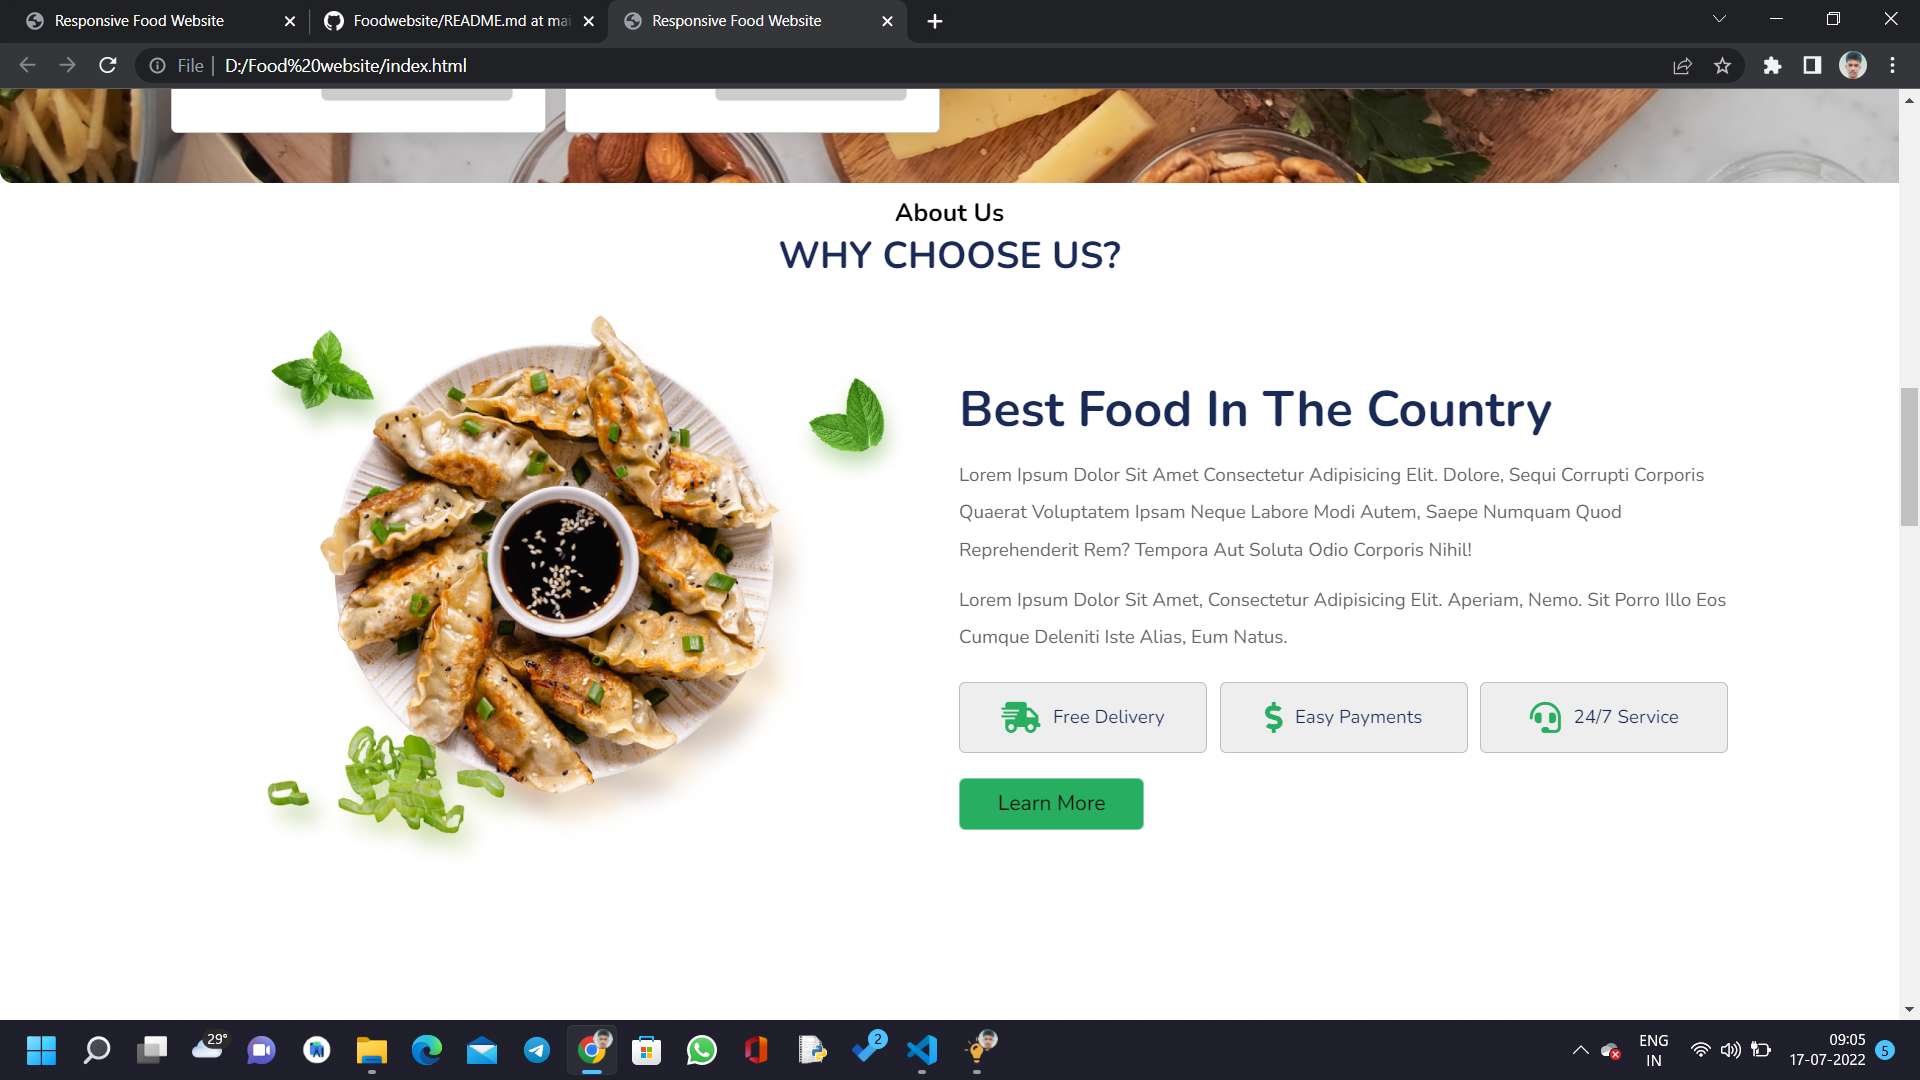 Responsive Food Website
Foodwebsite/README.md at mai
Responsive Food Website
File | D:/Food%20website/index.html
About Us
WHY CHOOSE US?
Best Food In The Country
Lorem Ipsum Dolor Sit Amet Consectetur Adipisicing Elit. Dolore, Sequi Corrupti Corporis
Quaerat Voluptatem Ipsam Neque Labore Modi Autem, Saepe Numquam Quod
Reprehenderit Rem? Tempora Aut Soluta Odio Corporis Nihil!
Lorem Ipsum Dolor Sit Amet, Consectetur Adipisicing Elit. Aperiam, Nemo. Sit Porro Illo Eos
Cumque Deleniti Iste Alias, Eum Natus.
Free Delivery
Easy Payments
24/7 Service
Learn More
29°
2
ENG
IN
09:05
17-07-2022
5